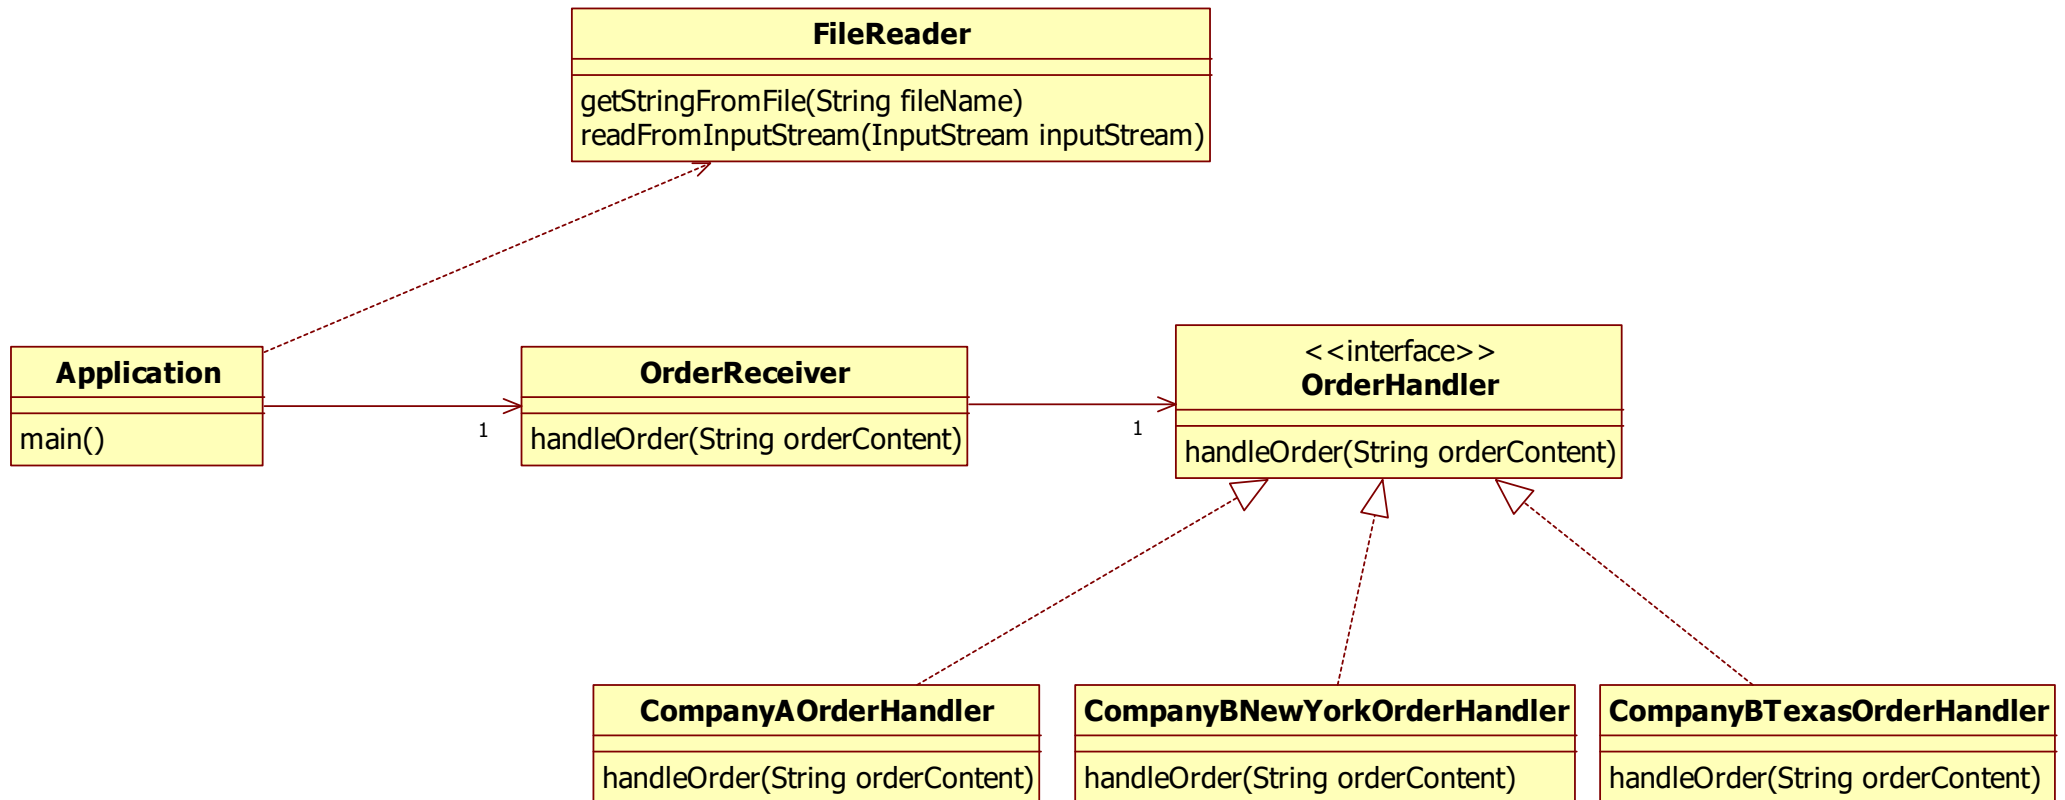 FileReader
getStringFromFile(String fileName)
readFromInputStream(InputStream inputStream)
Application
main()
1
OrderReceiver
handleOrder(String orderContent)
1
<<interface>>
OrderHandler
handleOrder(String orderContent)
CompanyAOrderHandler
handleOrder(String orderContent)
CompanyBNewYorkOrderHandler
handleOrder(String orderContent)
CompanyBTexasOrderHandler
handleOrder(String orderContent)